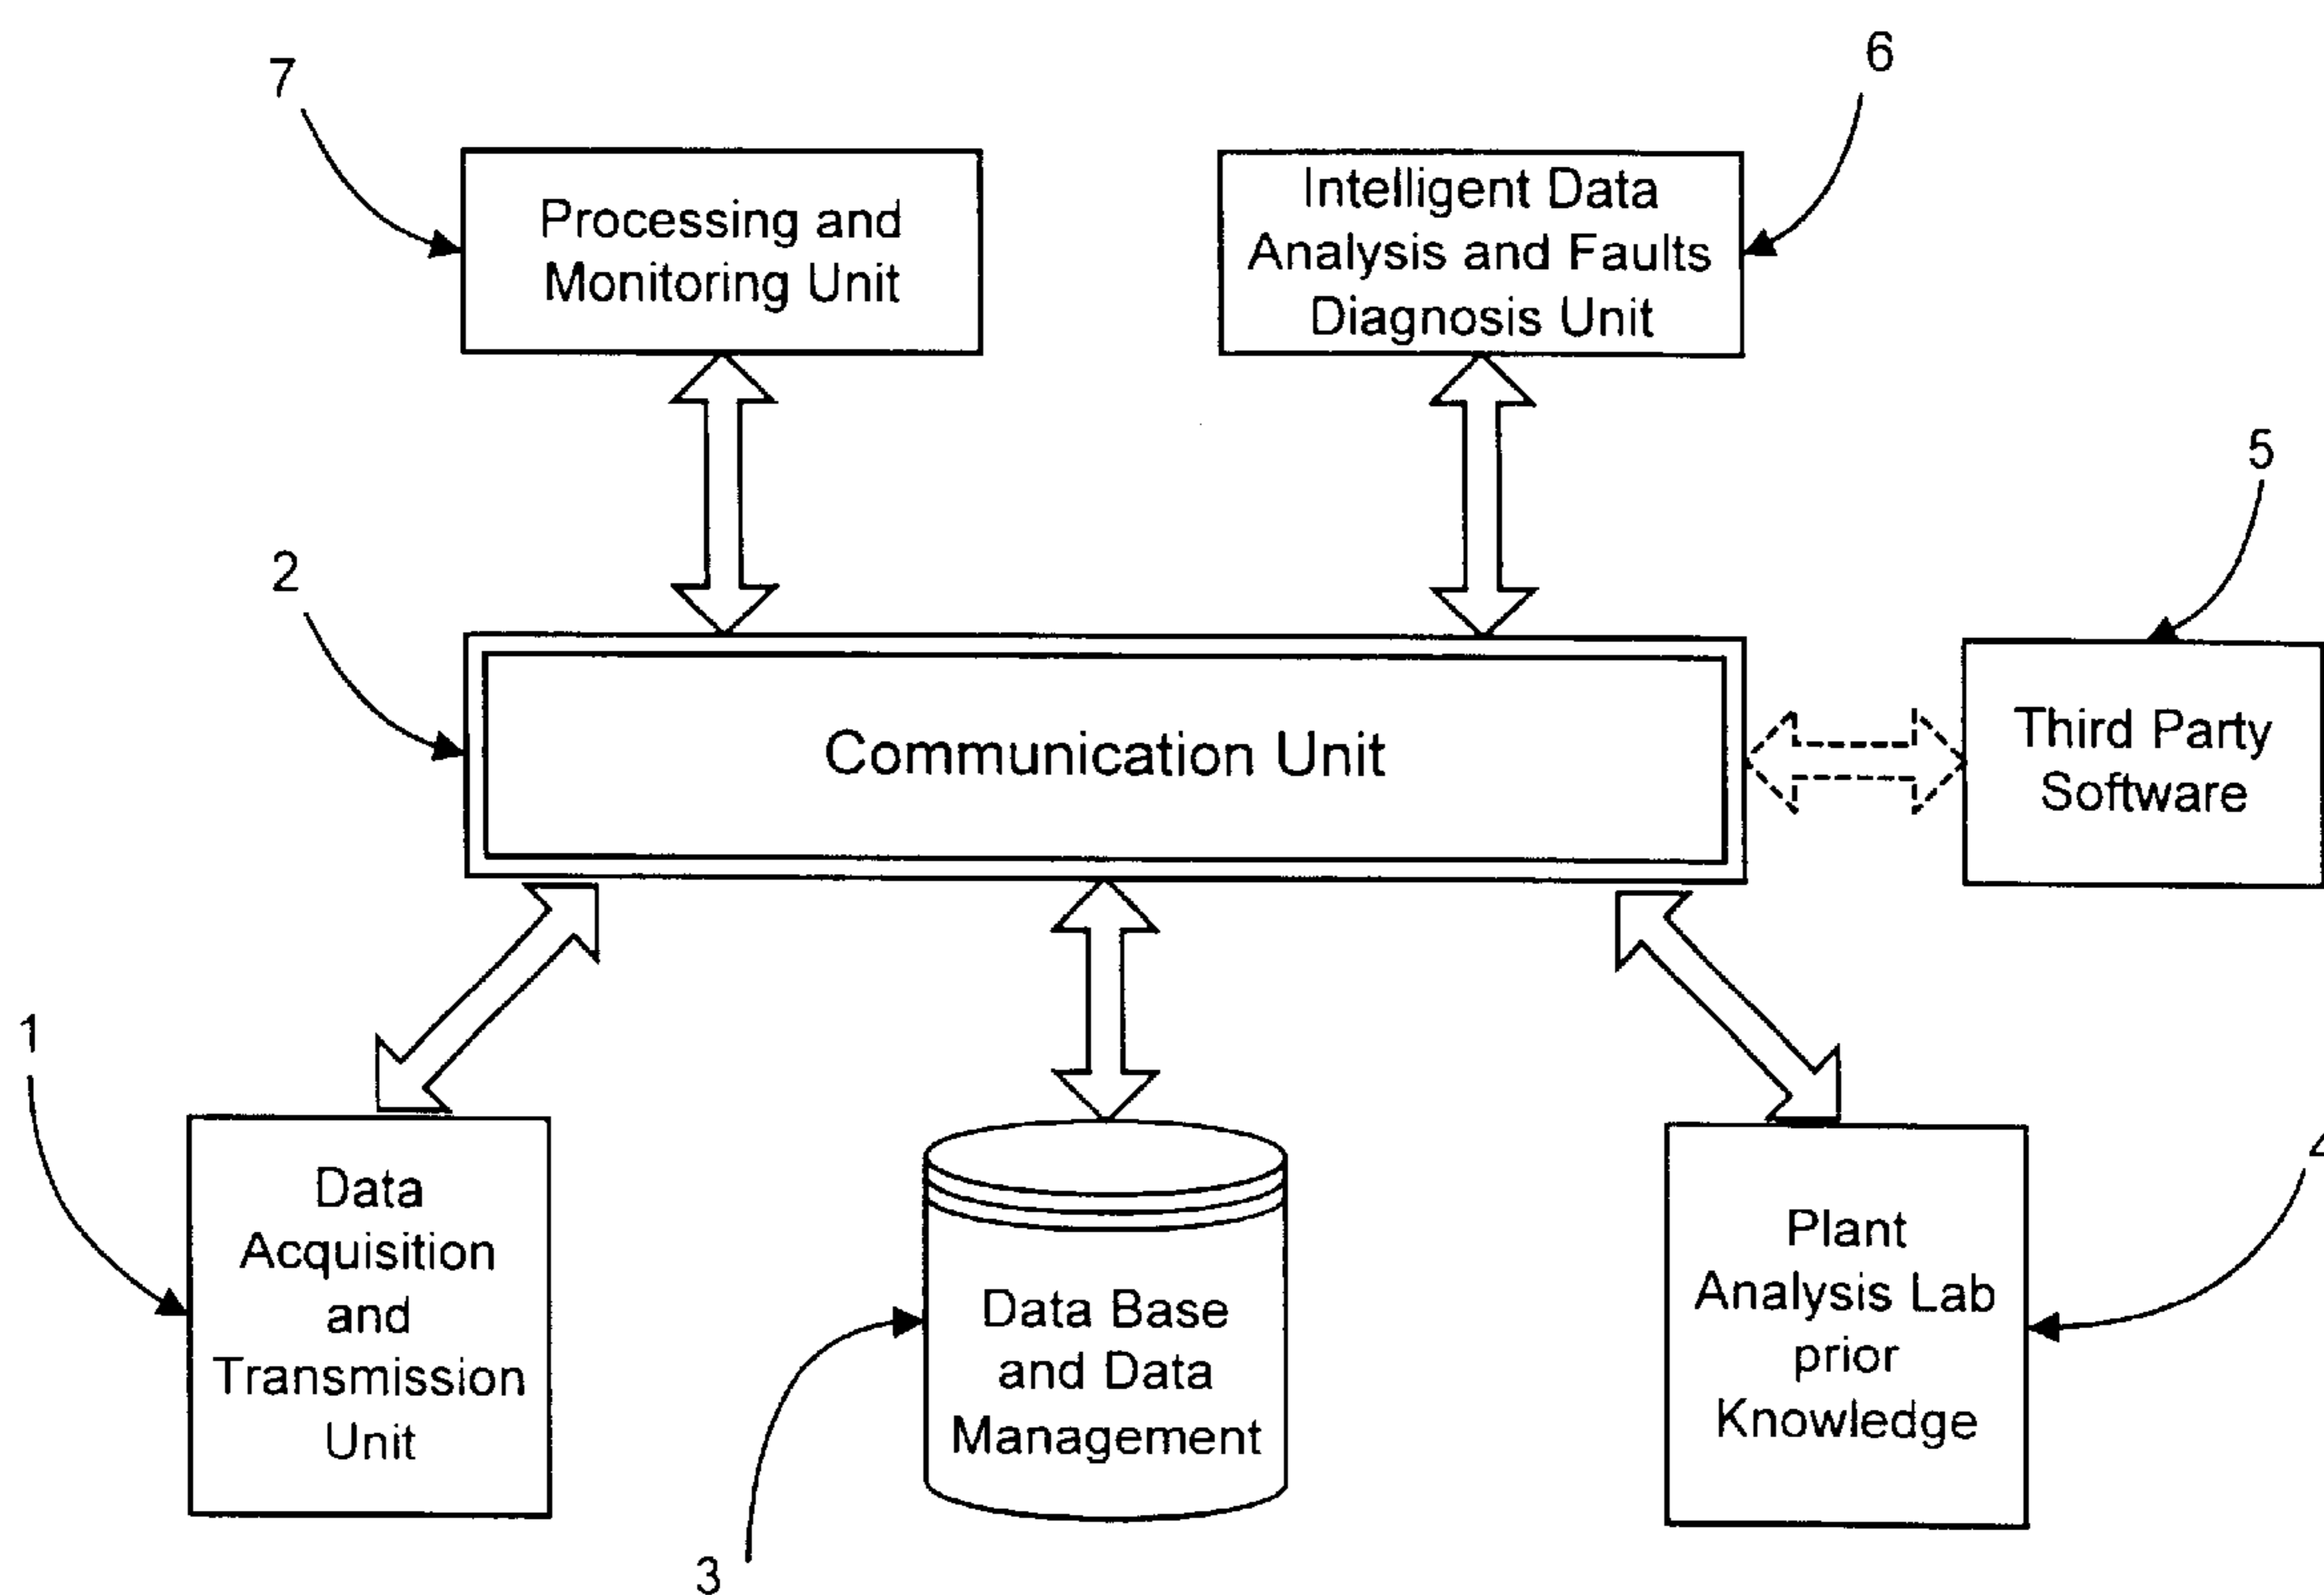 7
6
Processing and
Monitoring Unit
Intelligent Data
Analysis and Faults
Diagnosis Unit
5
2
Communication Unit
Third Party
Software
1
4
Data
Acquisition
and
Transmission
Unit
Data Base
and Data
Management
Plant
Analysis Lab
prior
Knowledge
3